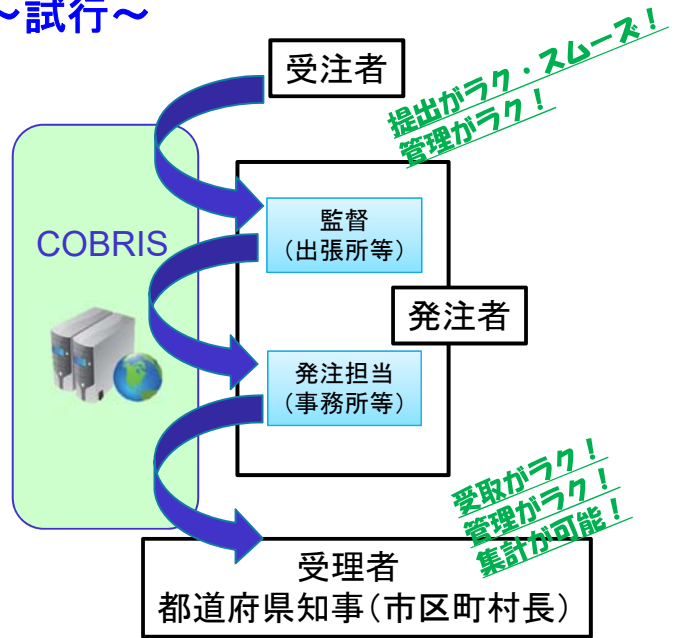 ～試行～
受注者
提出がラク・スムーズ！
管理がラク！
COBRIS
監督
（出張所等）
発注者
発注担当
（事務所等）
受取がラク！
管理がラク！
集計が可能！
受理者
都道府県知事（市区町村長）